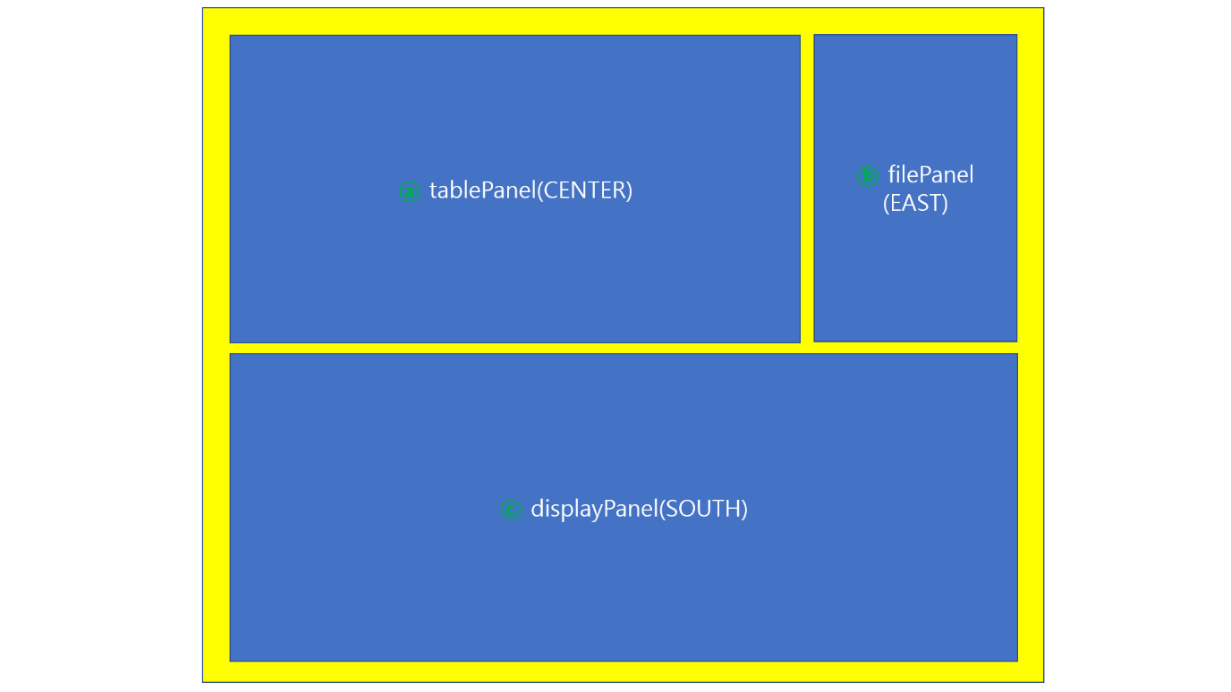 ⓐ tablePanel(CENTER)
ⓑ filePanel
(EAST)
ⓒ displayPanel(SOUTH)